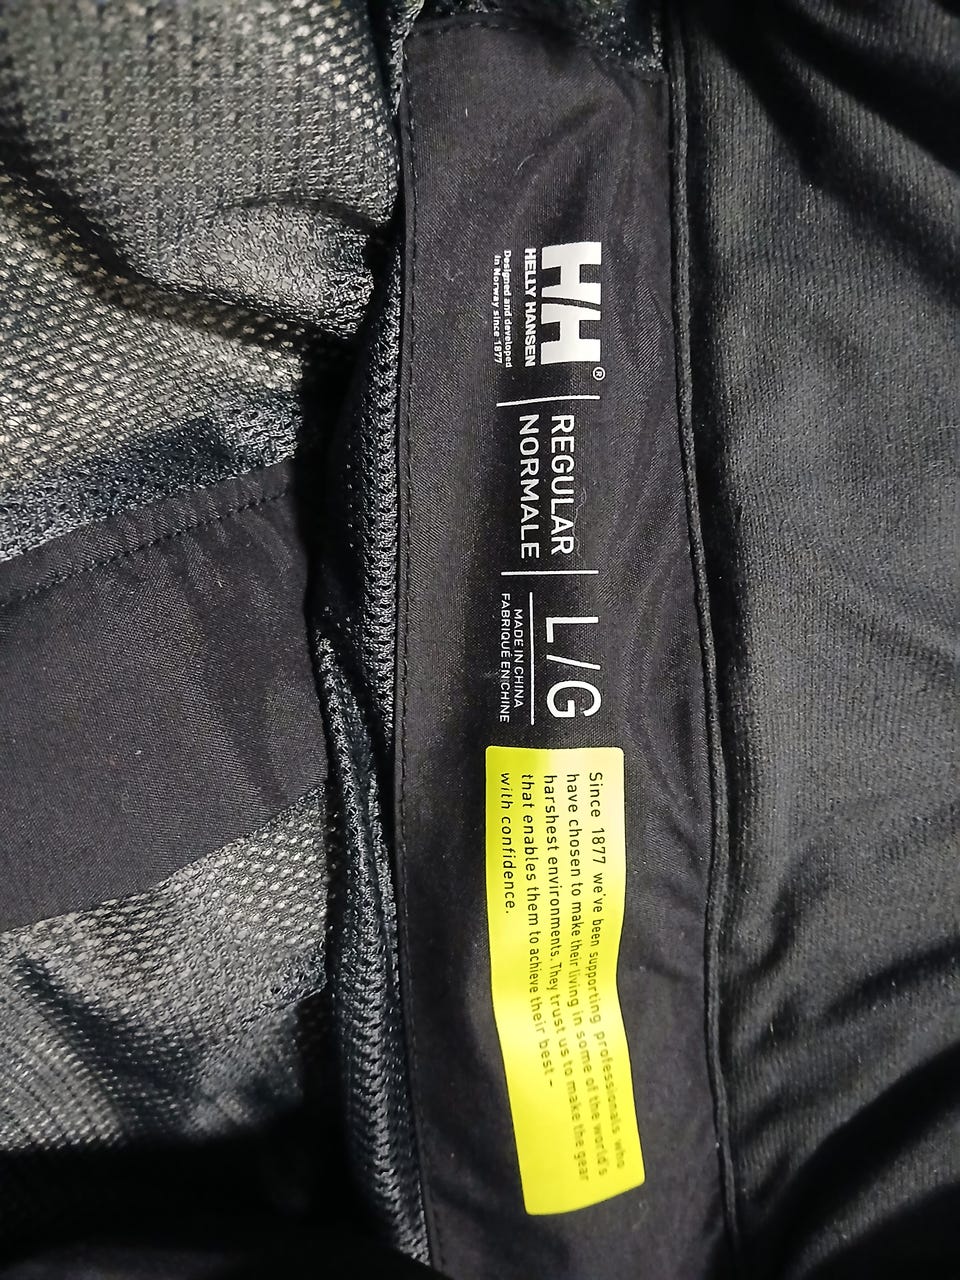 HH®
HELLY HANSEN
Designed and developed
in Norway since 1877
REGULAR
NORMALE
L/G
MADE IN CHINA
FABRIQUÉ EN CHINE
Since 1877 we've been supporting professionals who
have chosen to make their living in some of the world's
harshest environments. They trust us to make the gear
that enables them to achieve their best –
with confidence.